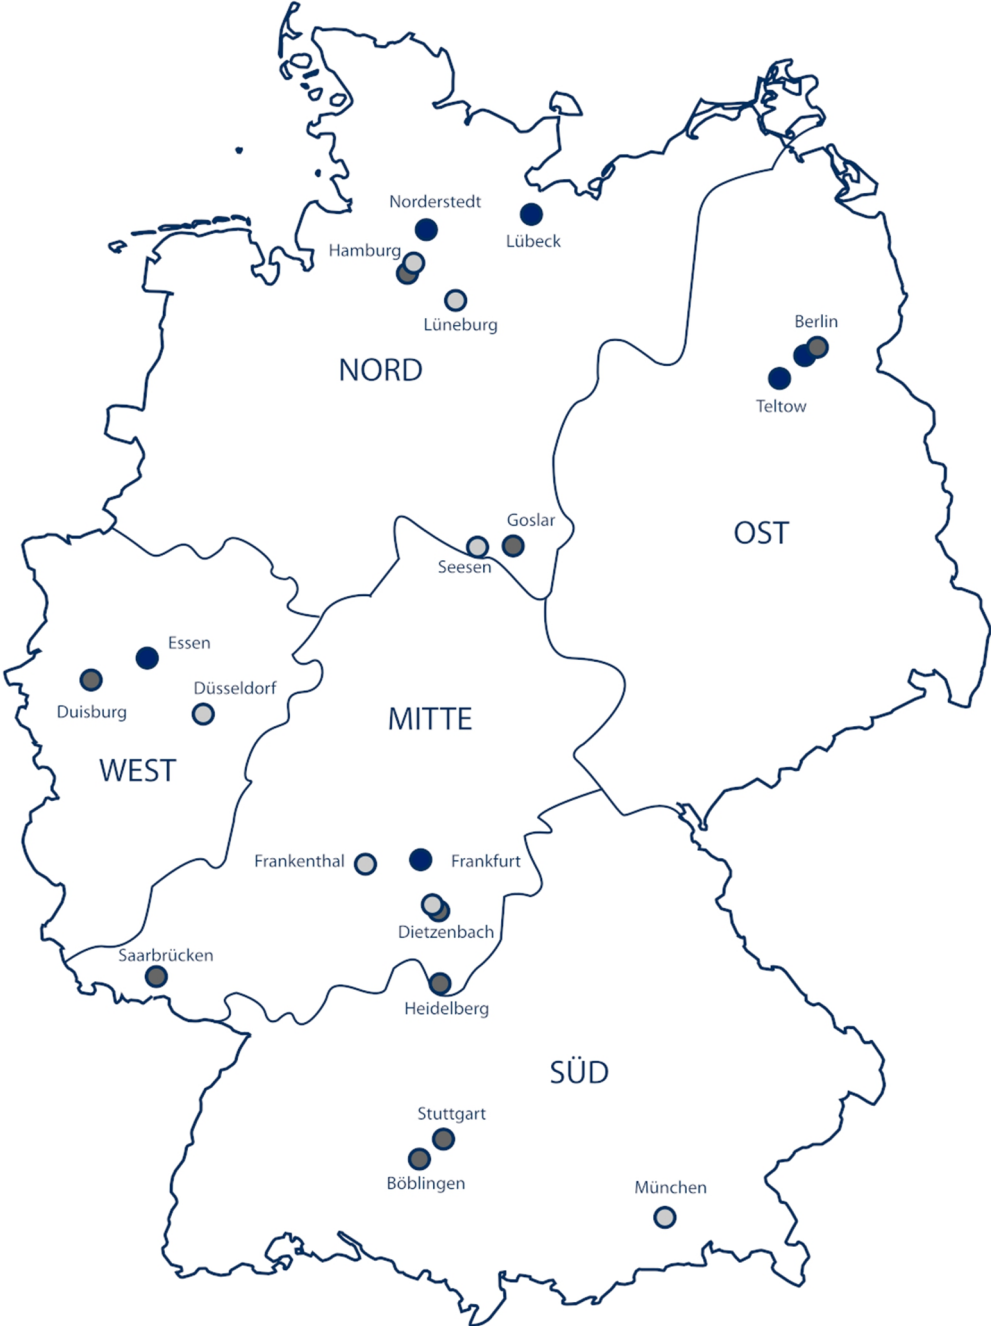 Norderstedt
Lübeck
Hamburg
Lüneburg
Berlin
NORD
Teltow
Goslar
OST
Seesen
Essen
Düsseldorf
Duisburg
MITTE
WEST
Frankenthal
Frankfurt
Dietzenbach
Saarbrücken
Heidelberg
SÜD
Stuttgart
Böblingen
München